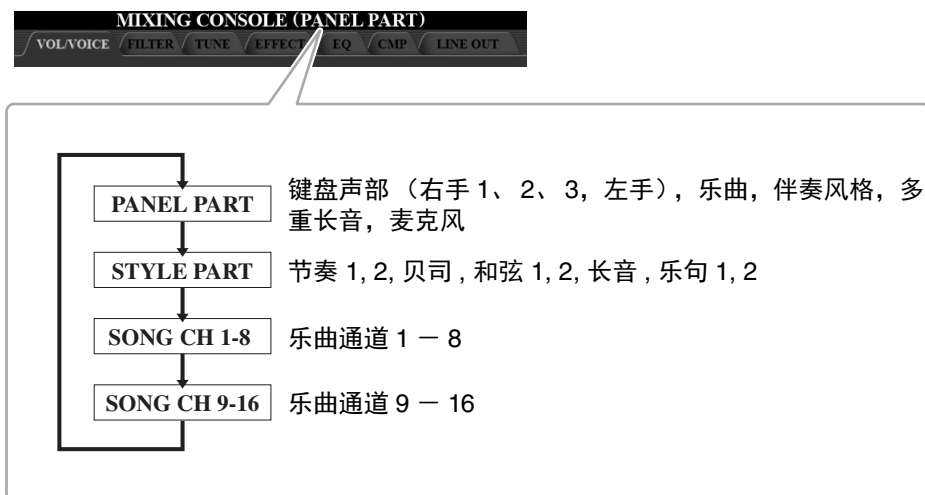 MIXING CONSOLE (PANEL PART)
VOL/VOICE FILTER TUNE EFFECT EQ CMP LINE OUT
PANEL PART 键盘声部 （右手 1、 2、 3，左手），乐曲，伴奏风格，多
重长音，麦克风
STYLE PART 节奏 1, 2, 贝司 , 和弦 1, 2, 长音 , 乐句 1, 2
SONG CH 1-8 乐曲通道 1 － 8
SONG CH 9-16 乐曲通道 9 － 16